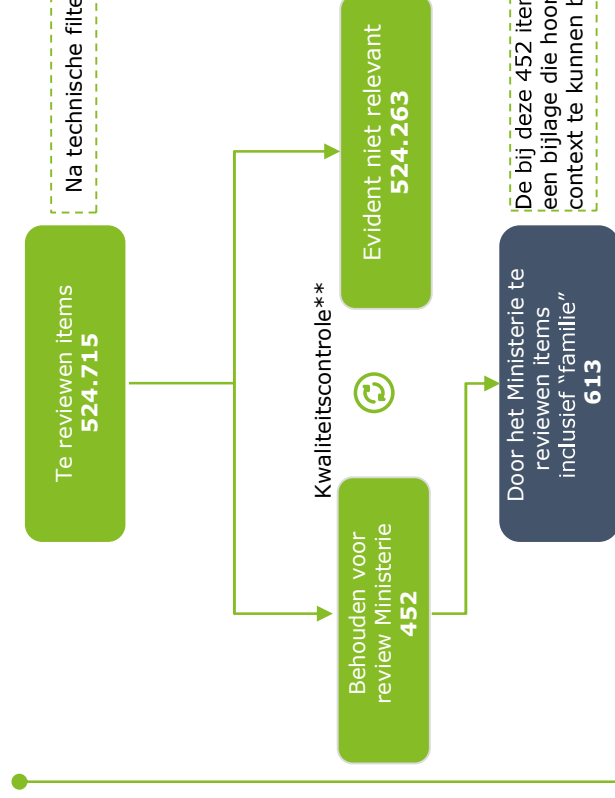 Te reviewen items
524.715
Na technische filte
Kwaliteitscontrole**
Behouden voor
review Ministerie
452
Evident niet relevant
524.263
Door het Ministerie te
reviewen items
inclusief “familie”
613
De bij deze 452 iter
een bijlage die hoor
context te kunnen b